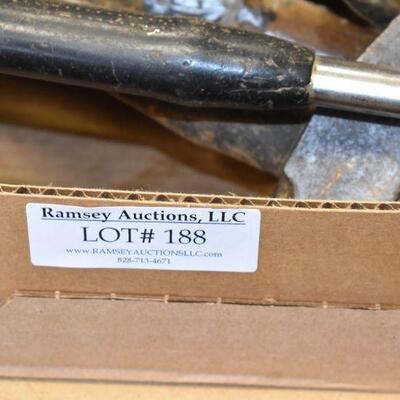 Ramsey Auctions, LLC
LOT# 188
www.RAMSEYAUCTIONSLLC.com
828-713-4671